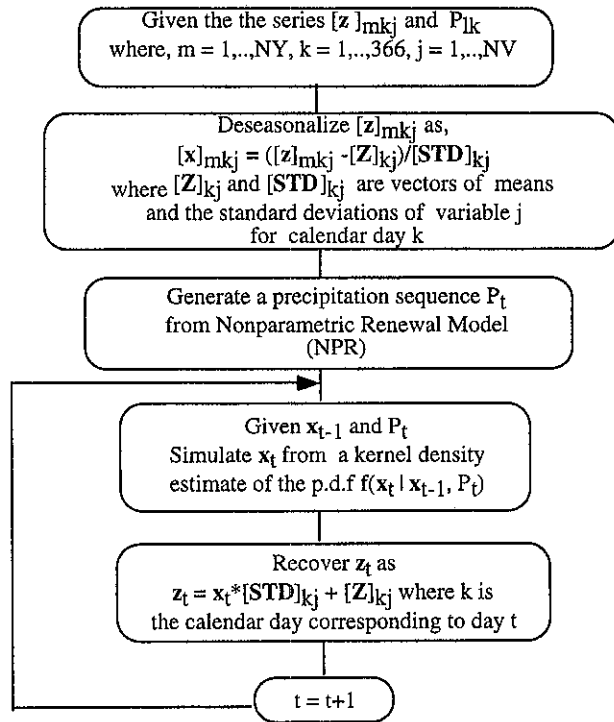 Given the the series [z ]mkj and P1k
where, m = 1,..,NY, k = 1,..,366, j = 1,..,NV
Deseasonalize [z]mkj as,
[x]mkj = ([z]mkj -[Z]kj)/[STD]kj
where [Z]kj and [STD]kj are vectors of means
and the standard deviations of variable j
for calendar day k
Generate a precipitation sequence Pt
from Nonparametric Renewal Model
(NPR)
Given xt-1 and Pt
Simulate xt from a kernel density
estimate of the p.d.f f(xt | xt-1, Pt)
Recover zt as
zt = xt*[STD]kj + [Z]kj where k is
the calendar day corresponding to day t
t = t+1